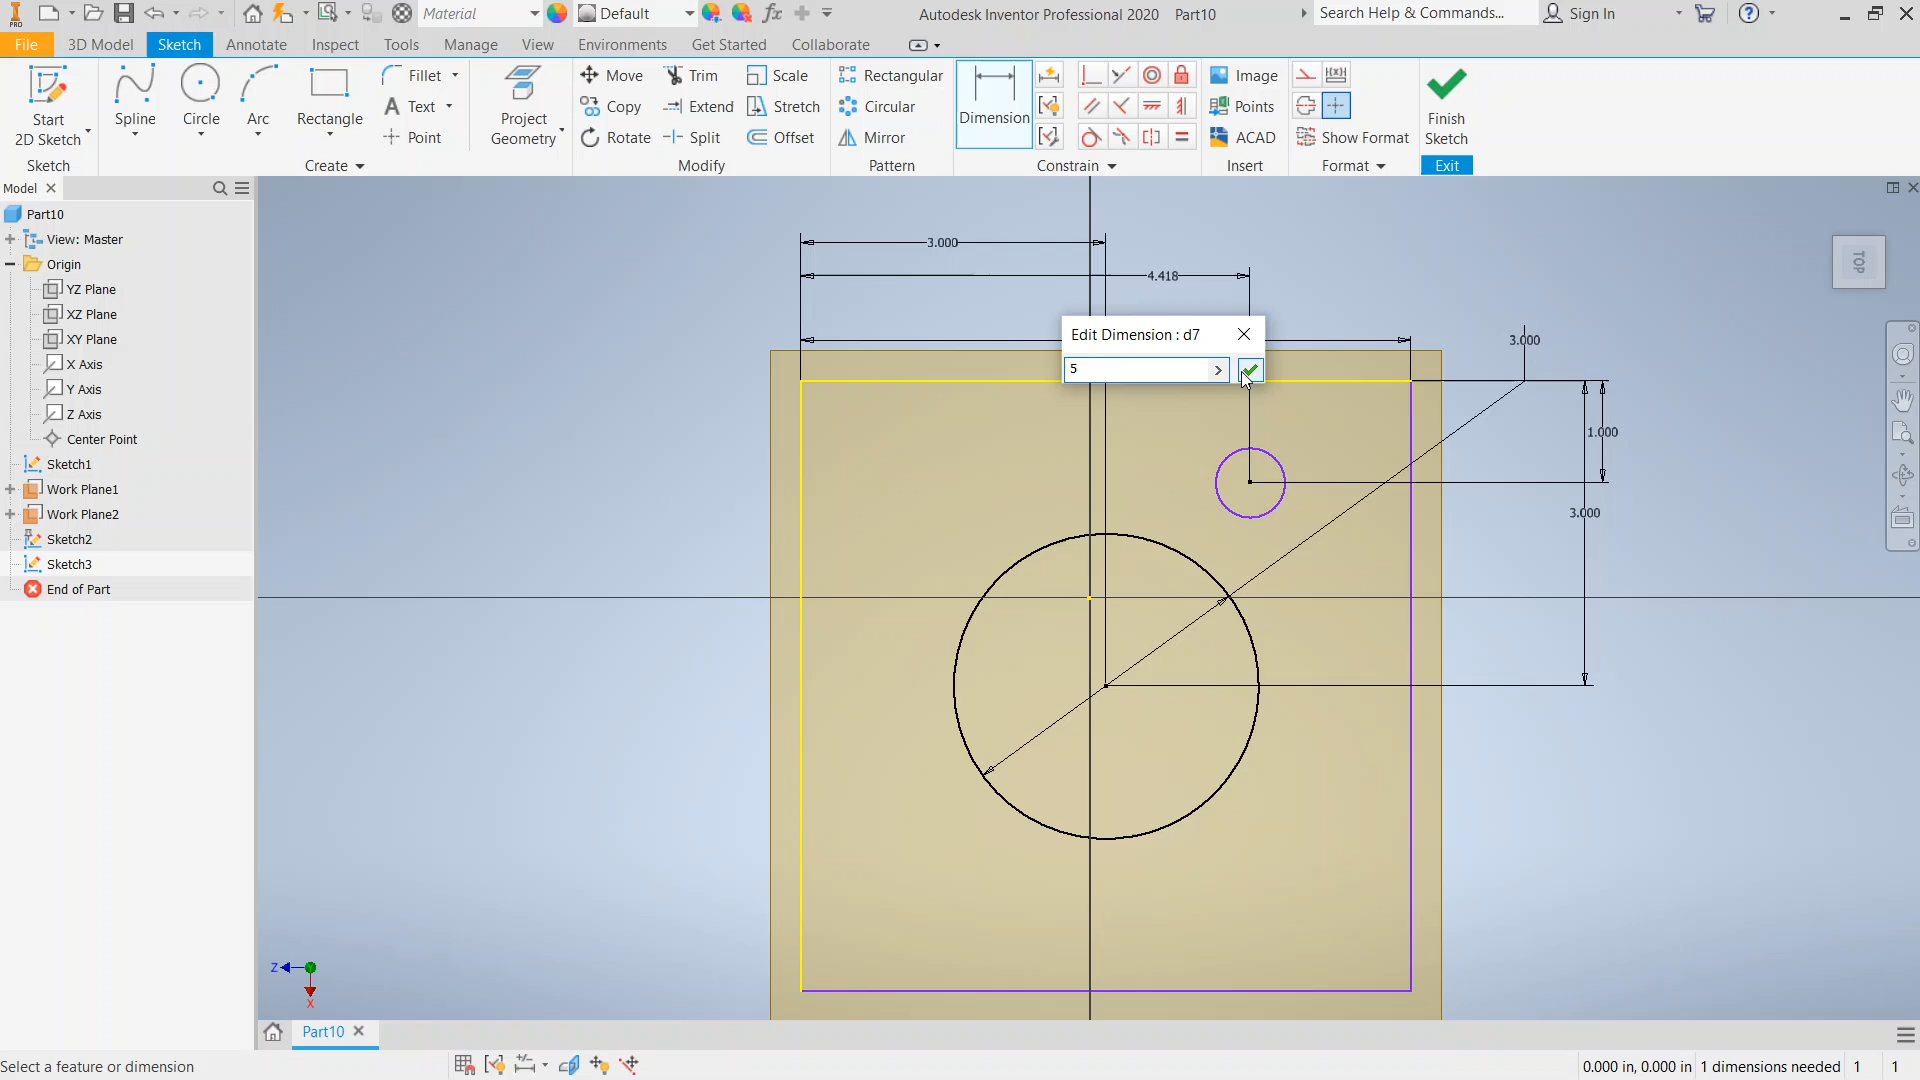 PRO
Material
Default
Autodesk Inventor Professional 2020 Part10
Search Help & Commands...
Sign In
File
3D Model
Sketch
Annotate
Inspect
Tools
Manage
View
Environments
Get Started
Collaborate
Start
2D Sketch
Sketch
Spline
Circle
Arc
Rectangle
Fillet
Text
Point
Create
Project
Geometry
Move
Copy
Rotate
Trim
Extend
Split
Scale
Stretch
Offset
Modify
Rectangular
Circular
Mirror
Pattern
Dimension
Constrain
Image
Points
ACAD
Insert
Show Format
Format
Finish
Sketch
Exit
Model
Part10
View: Master
Origin
YZ Plane
XZ Plane
XY Plane
X Axis
Y Axis
Z Axis
Center Point
Sketch1
Work Plane1
Work Plane2
Sketch2
Sketch3
End of Part
3.000
4.418
Edit Dimension : d7
5
3.000
1.000
3.000
TOP
Z
X
Part10
Select a feature or dimension
0.000 in, 0.000 in
1 dimensions needed
1
1